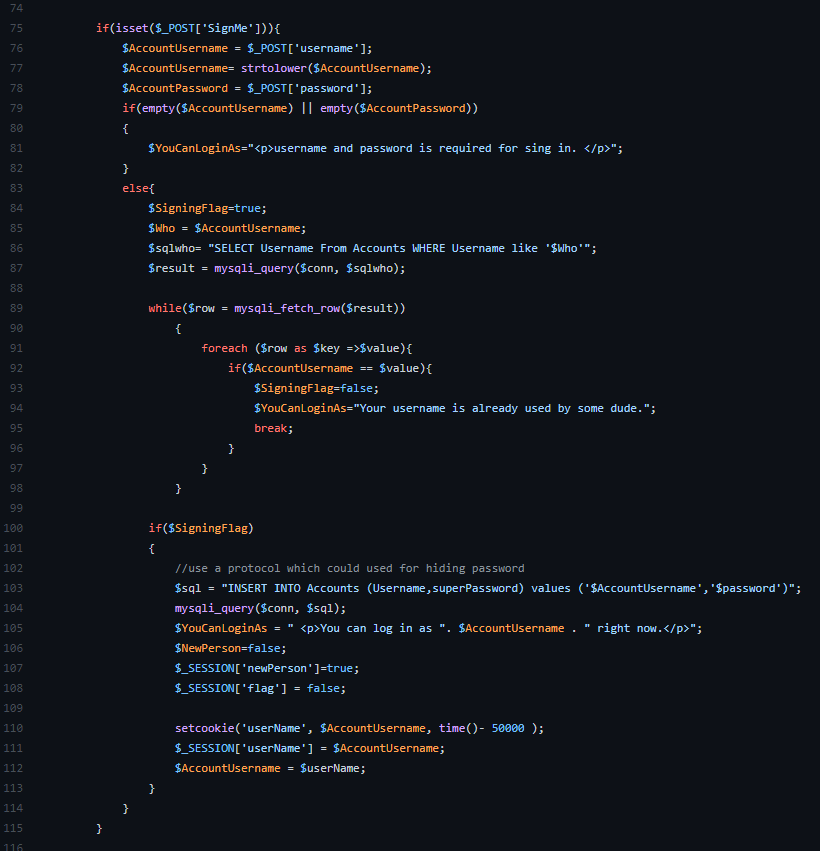 74
75 if(isset($_POST['SignMe'])){
76 $AccountUsername = $_POST['username'];
77 $AccountUsername= strtolower($AccountUsername);
78 $AccountPassword = $_POST['password'];
79 if(empty($AccountUsername) || empty($AccountPassword))
80 {
81 $YouCanLoginAs="<p>username and password is required for sing in. </p>";
82 }
83 else{
84 $SigningFlag=true;
85 $Who = $AccountUsername;
86 $sqlwho= "SELECT Username From Accounts WHERE Username like '$Who'";
87 $result = mysqli_query($conn, $sqlwho);
88
89 while($row = mysqli_fetch_row($result))
90 {
91 foreach ($row as $key =>$value){
92 if($AccountUsername == $value){
93 $SigningFlag=false;
94 $YouCanLoginAs="Your username is already used by some dude.";
95 break;
96 }
97 }
98 }
99
100 if($SigningFlag)
101 {
102 //use a protocol which could used for hiding password
103 $sql = "INSERT INTO Accounts (Username,superPassword) values ('$AccountUsername','$password')";
104 mysqli_query($conn, $sql);
105 $YouCanLoginAs = " <p>You can log in as ". $AccountUsername . " right now.</p>";
106 $NewPerson=false;
107 $_SESSION['newPerson']=true;
108 $_SESSION['flag'] = false;
109
110 setcookie('userName', $AccountUsername, time()- 50000 );
111 $_SESSION['userName'] = $AccountUsername;
112 $AccountUsername = $userName;
113 }
114 }
115 }
116